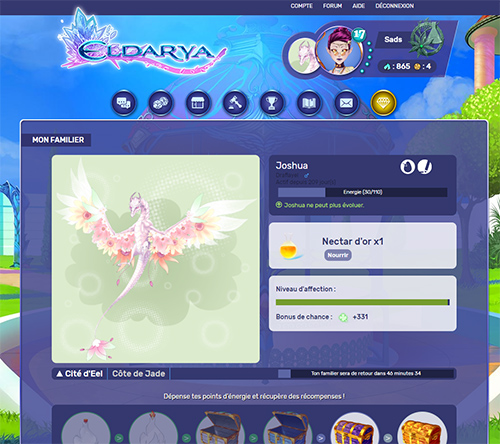 COMPTE FORUM AIDE DÉCONNEXION
ELDARYA
17
Sads
: 865 : 4
MON FAMILIER
Joshua
Energie (30/110)
Joshua ne peut plus évoluer.
Nectar d'or x1
Nourrir
Niveau d'affection :
Bonus de chance : +331
Cité d'Eel Côte de Jade
Ton familier sera de retour dans 46 minutes 34
Dépense tes points d'énergie et récupère des récompenses !